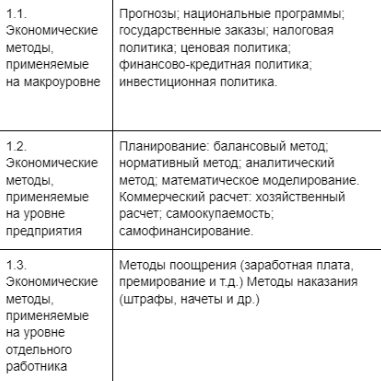 1.1.
Экономические
методы,
применяемые
на макроуровне
Прогнозы; национальные программы;
государственные заказы; налоговая
политика; ценовая политика;
финансово-кредитная политика;
инвестиционная политика.
1.2.
Экономические
методы,
применяемые
на уровне
предприятия
Планирование: балансовый метод;
нормативный метод; аналитический
метод; математическое моделирование.
Коммерческий расчет: хозяйственный
расчет; самоокупаемость;
самофинансирование.
1.3.
Экономические
методы,
применяемые
на уровне
отдельного
работника
Методы поощрения (заработная плата,
премирование и т.д.) Методы наказания
(штрафы, начеты и др.)